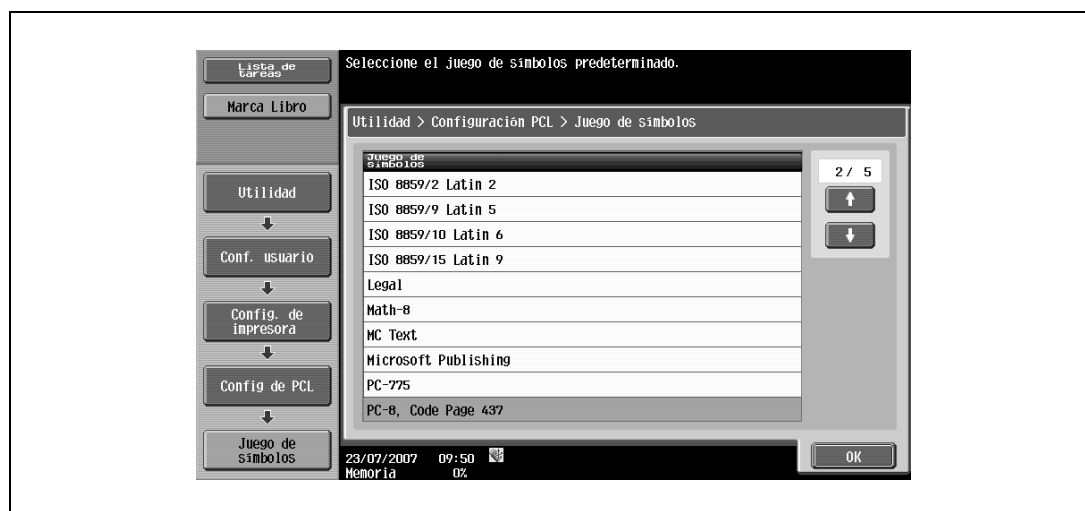 Lista de
tareas
Marca Libro
Utilidad
Conf. usuario
Config. de
impresora
Config de PCL
Juego de
símbolos
Seleccione el juego de símbolos predeterminado.
Utilidad > Configuración PCL > Juego de símbolos
Juego de
símbolos
ISO 8859/2 Latin 2
ISO 8859/9 Latin 5
ISO 8859/10 Latin 6
ISO 8859/15 Latin 9
Legal
Math-8
MC Text
Microsoft Publishing
PC-775
PC-8, Code Page 437
2/ 5
OK
23/07/2007 09:50
Memoria 0%